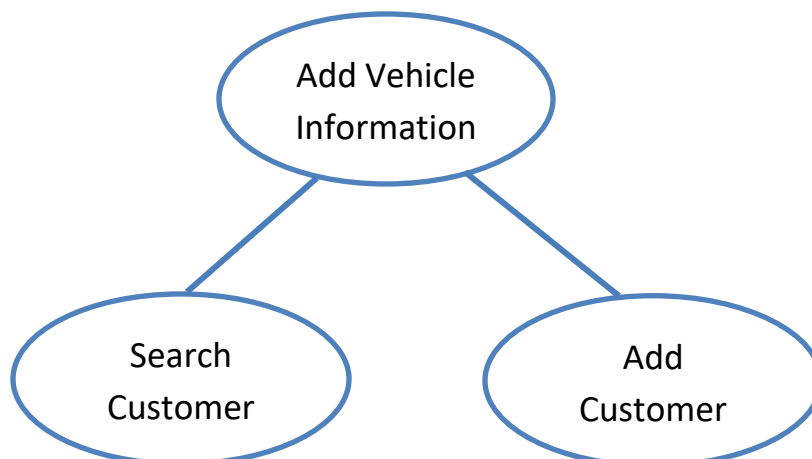 Add Vehicle
Information
Search
Customer
Add
Customer